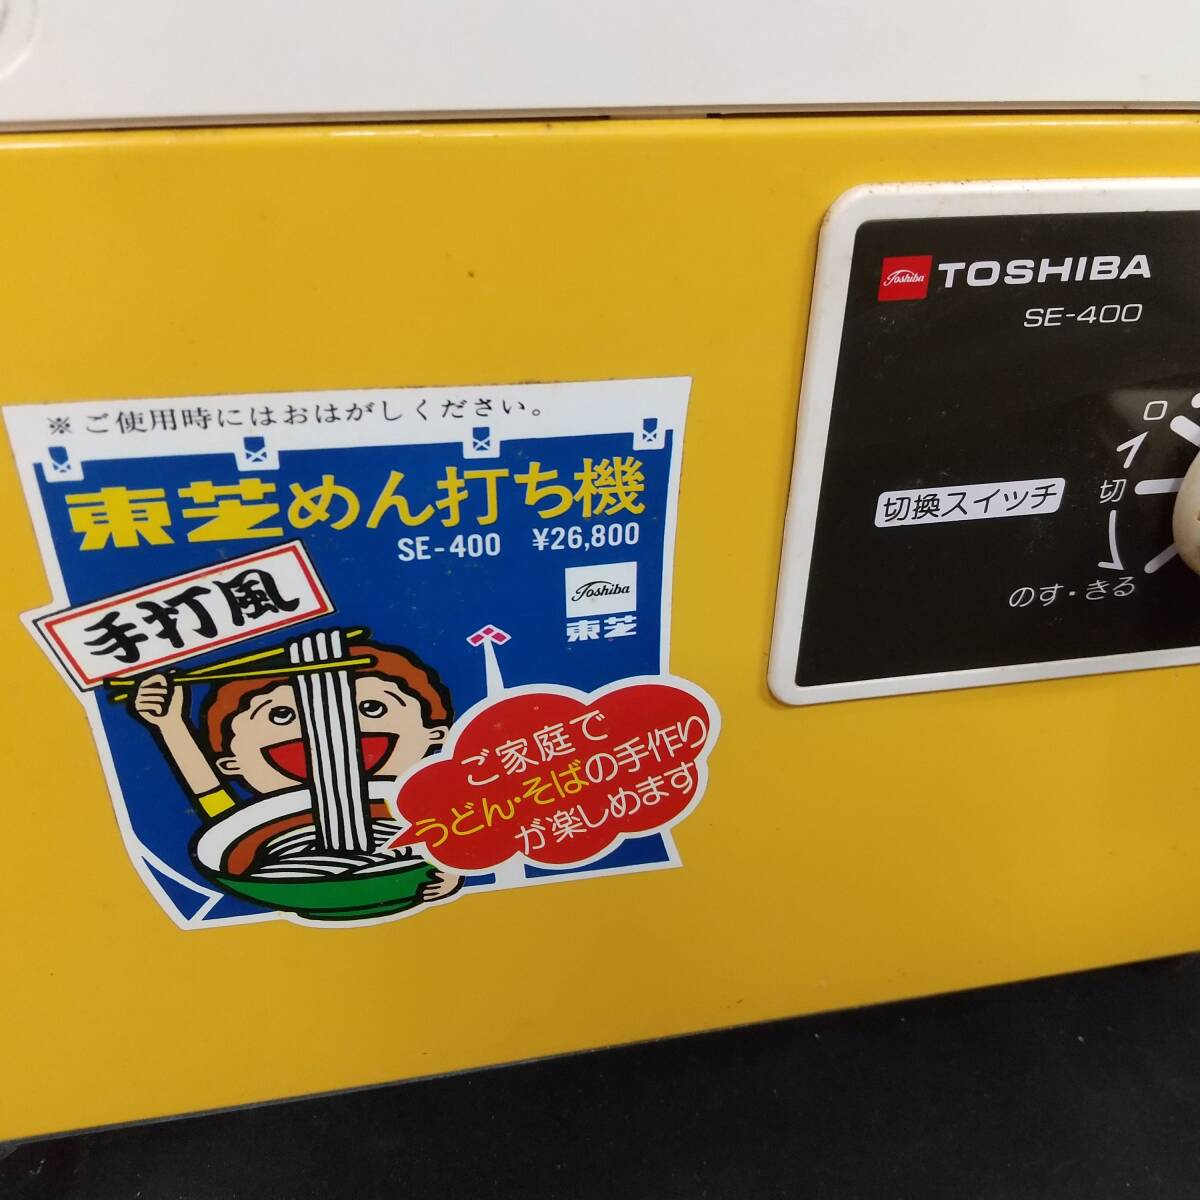 ※ご使用時にはおはがしください。
東芝めん打ち機
SE-400 ¥26,800
手打風
Toshiba
東芝
ご家庭で
うどん・そばの手作り
が楽しめます
Toshiba TOSHIBA
SE-400
切換スイッチ
切
のす・きる